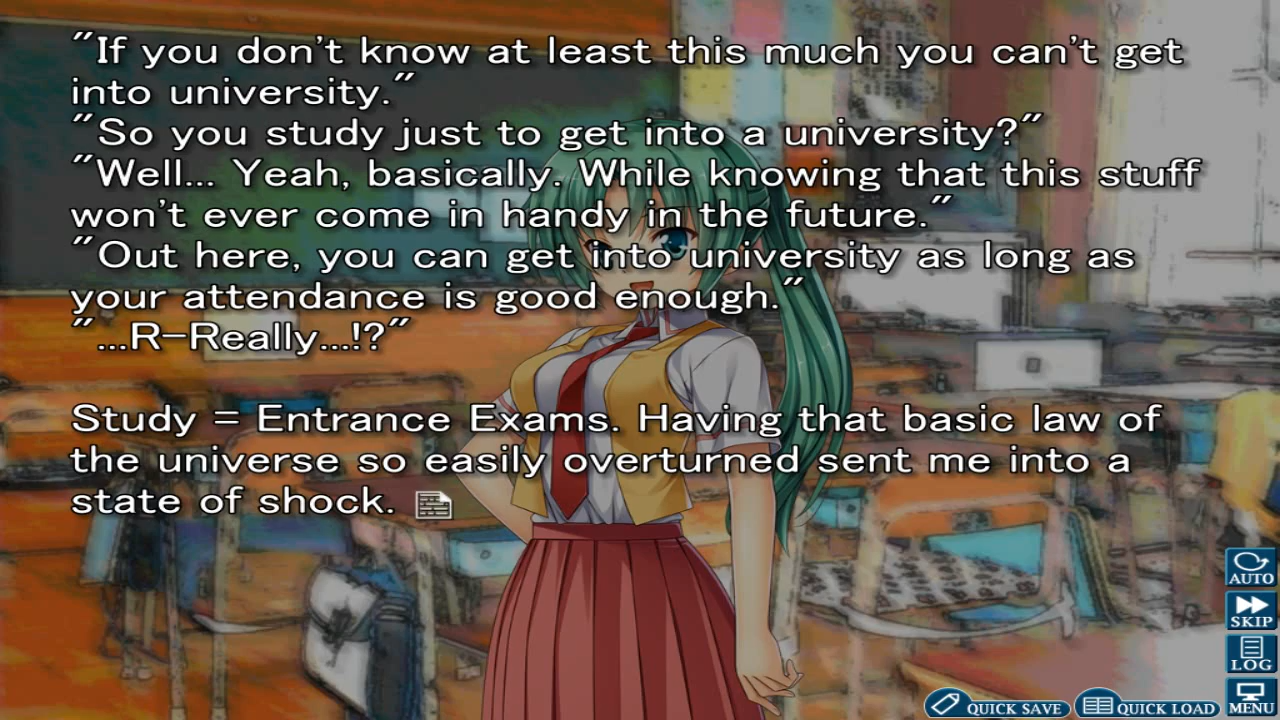 "If you don't know at least this much you can't get
into university."
"So you study just to get into a university?"
"Well... Yeah, basically. While knowing that this stuff
won't ever come in handy in the future."
"Out here, you can get into university as long as
your attendance is good enough."
"...R-Really...!?"
Study = Entrance Exams. Having that basic law of
the universe so easily overturned sent me into a
state of shock.
AUTO
SKIP
LOG
MENU
QUICK SAVE
QUICK LOAD